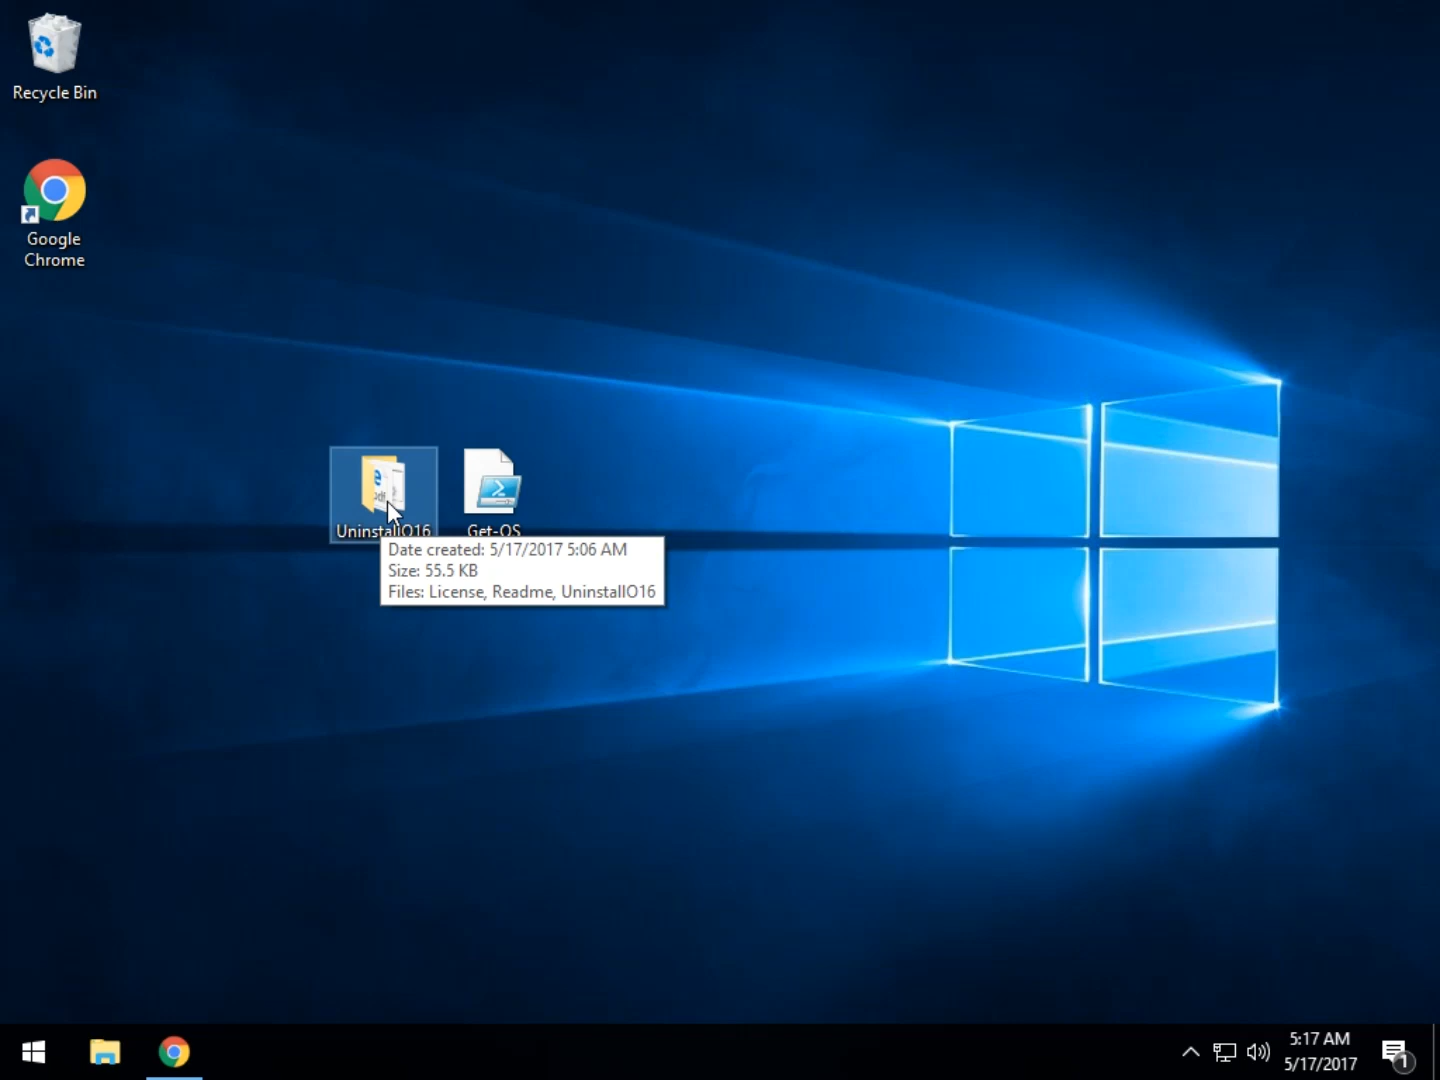 Recycle Bin
Google
Chrome
UninstallO16
Get-OS
Date created: 5/17/2017 5:06 AM
Size: 55.5 KB
Files: License, Readme, UninstallO16
5:17 AM
5/17/2017
1